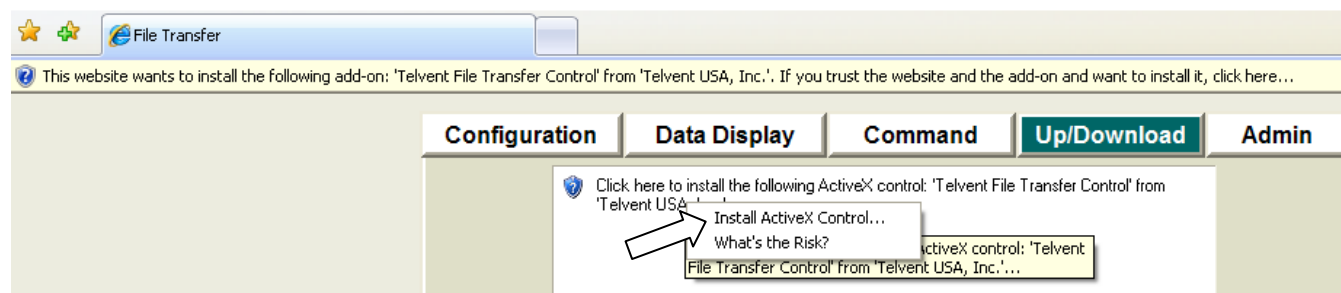 File Transfer
This website wants to install the following add-on: 'Telvent File Transfer Control' from 'Telvent USA, Inc.'. If you trust the website and the add-on and want to install it, click here...
Configuration Data Display Command Up/Download Admin
Click here to install the following ActiveX control: 'Telvent File Transfer Control' from
'Telvent USA
Install ActiveX Control...
What's the Risk?
ActiveX control: 'Telvent
File Transfer Control' from 'Telvent USA, Inc.'...